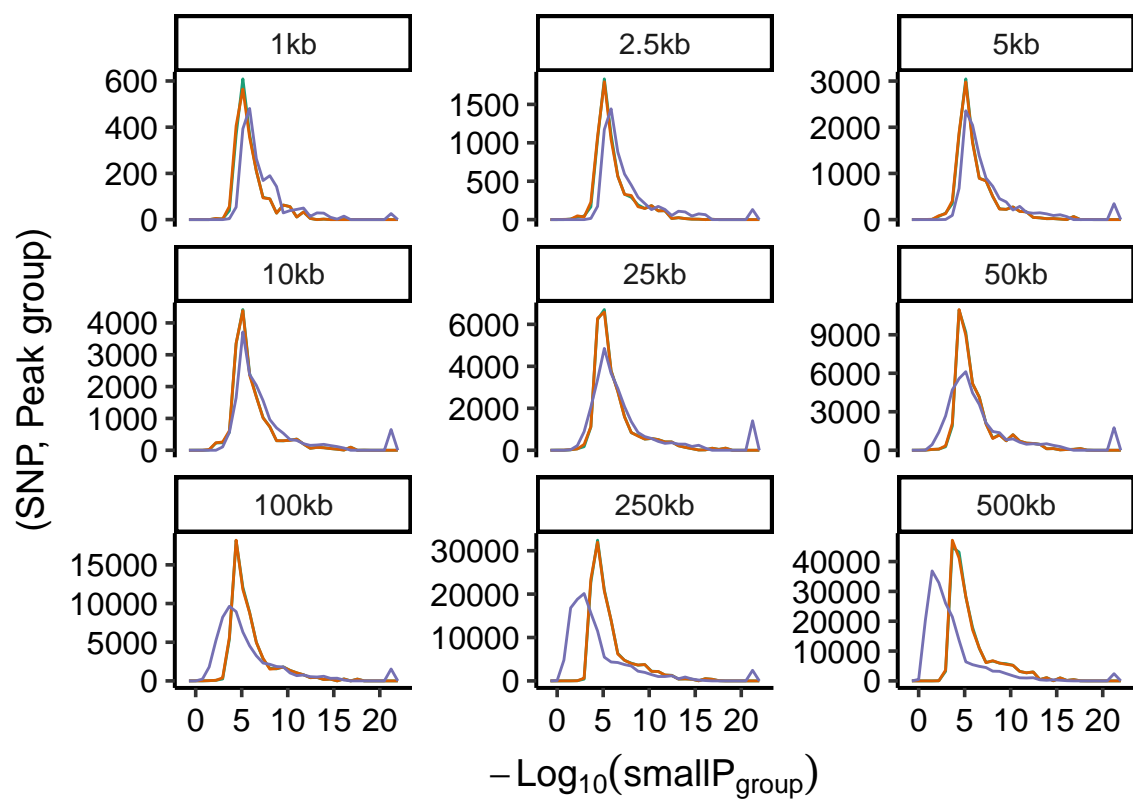 1kb 2.5kb 5kb
600 1500 3000
400 1000 2000
200 500 1000
0 0 0
(SNP, Peak group)
10kb 25kb 50kb
4000 6000 9000
3000 4000 6000
2000 2000 3000
1000
0 0 0
100kb 250kb 500kb
15000 30000 40000
10000 20000 30000
5000 10000 20000
10000
0 0 0
0 5 10 15 20 0 5 10 15 20 0 5 10 15 20
−Log10(smallPgroup)